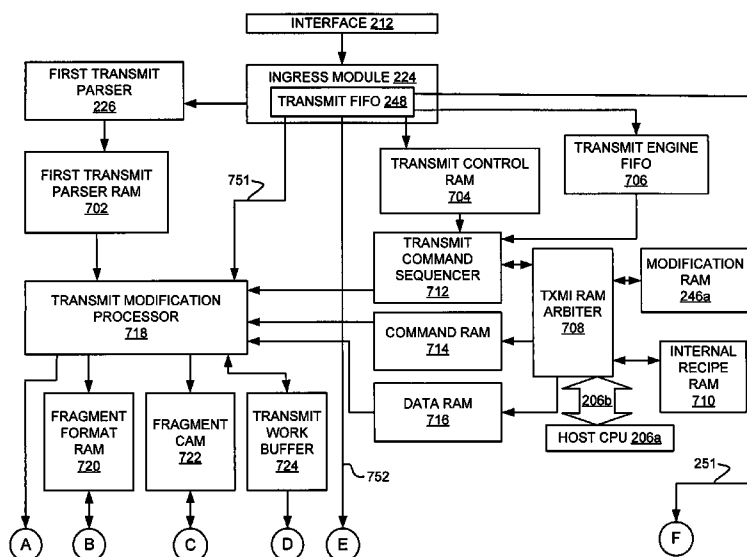 INTERFACE 212
INGRESS MODULE 224
TRANSMIT FIFO 248
FIRST TRANSMIT
PARSER
226
FIRST TRANSMIT
PARSER RAM
702
751
TRANSMIT CONTROL
RAM
704
TRANSMIT ENGINE
FIFO
706
TRANSMIT
COMMAND
SEQUENCER
712
TXMI RAM
ARBITER
708
MODIFICATION
RAM
246a
TRANSMIT MODIFICATION
PROCESSOR
718
COMMAND RAM
714
INTERNAL
RECIPE RAM
710
DATA RAM
716
206b
HOST CPU 206a
FRAGMENT
FORMAT
RAM
720
FRAGMENT
CAM
722
TRANSMIT
WORK
BUFFER
724
752
251
A
B
C
D
E
F